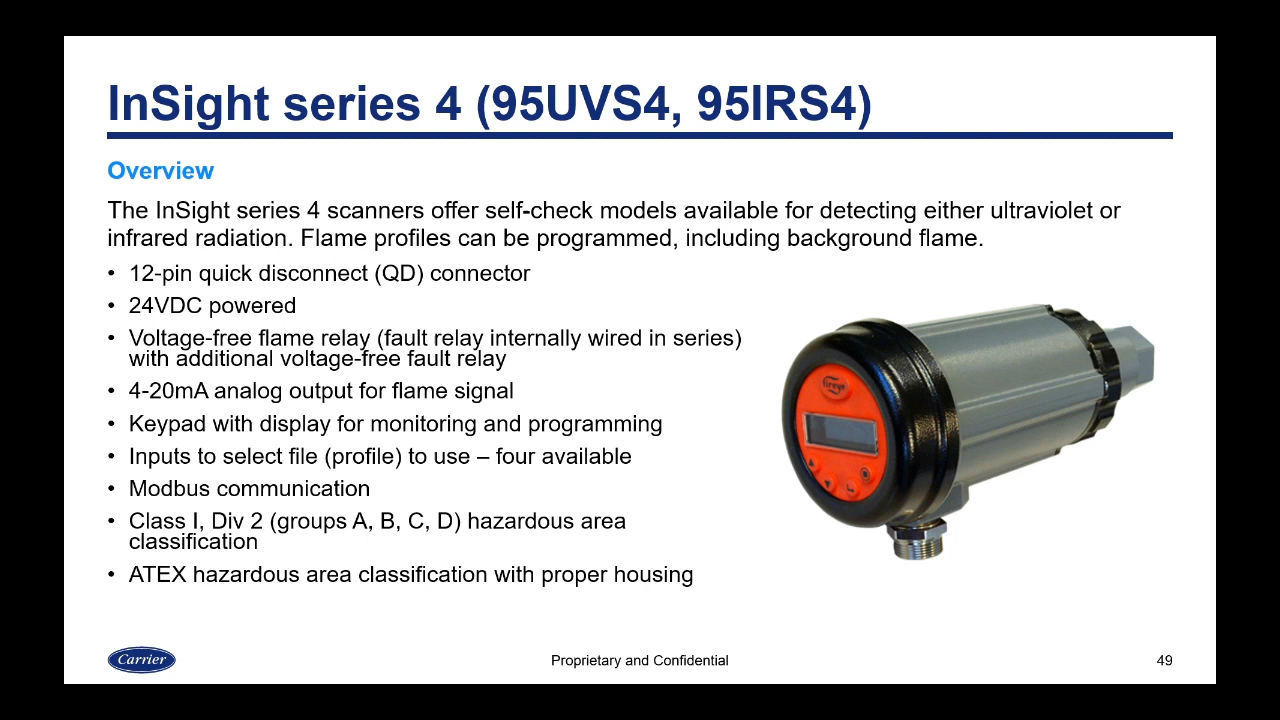 InSight series 4 (95UVS4, 95IRS4)
Overview
The InSight series 4 scanners offer self-check models available for detecting either ultraviolet or
infrared radiation. Flame profiles can be programmed, including background flame.
• 12-pin quick disconnect (QD) connector
• 24VDC powered
• Voltage-free flame relay (fault relay internally wired in series)
with additional voltage-free fault relay
• 4-20mA analog output for flame signal
• Keypad with display for monitoring and programming
• Inputs to select file (profile) to use – four available
• Modbus communication
• Class I, Div 2 (groups A, B, C, D) hazardous area
classification
• ATEX hazardous area classification with proper housing
fireye
Carrier
Proprietary and Confidential
49